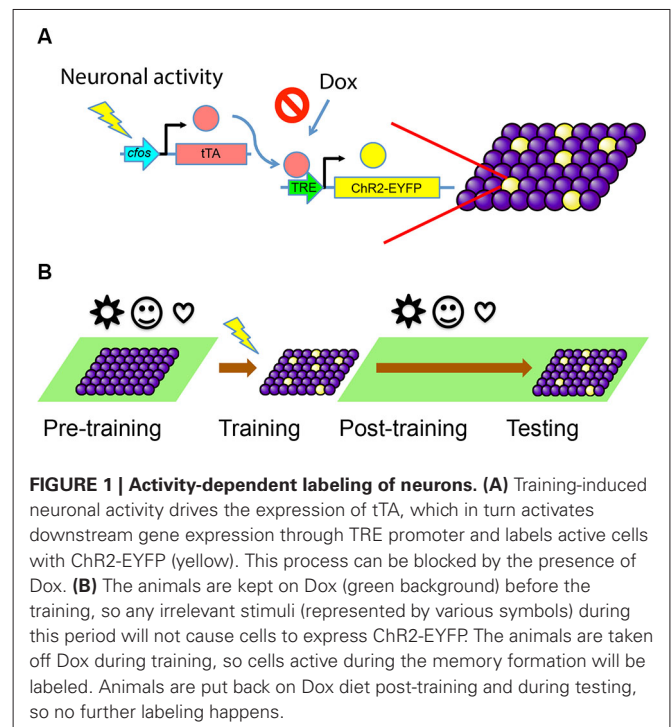 A
Neuronal activity
Dox
cfos
tTA
TRE
ChR2-EYFP
B
Pre-training
Training
Post-training
Testing
FIGURE 1 | Activity-dependent labeling of neurons. (A) Training-induced
neuronal activity drives the expression of tTA, which in turn activates
downstream gene expression through TRE promoter and labels active cells
with ChR2-EYFP (yellow). This process can be blocked by the presence of
Dox. (B) The animals are kept on Dox (green background) before the
training, so any irrelevant stimuli (represented by various symbols) during
this period will not cause cells to express ChR2-EYFP. The animals are taken
off Dox during training, so cells active during the memory formation will be
labeled. Animals are put back on Dox diet post-training and during testing,
so no further labeling happens.